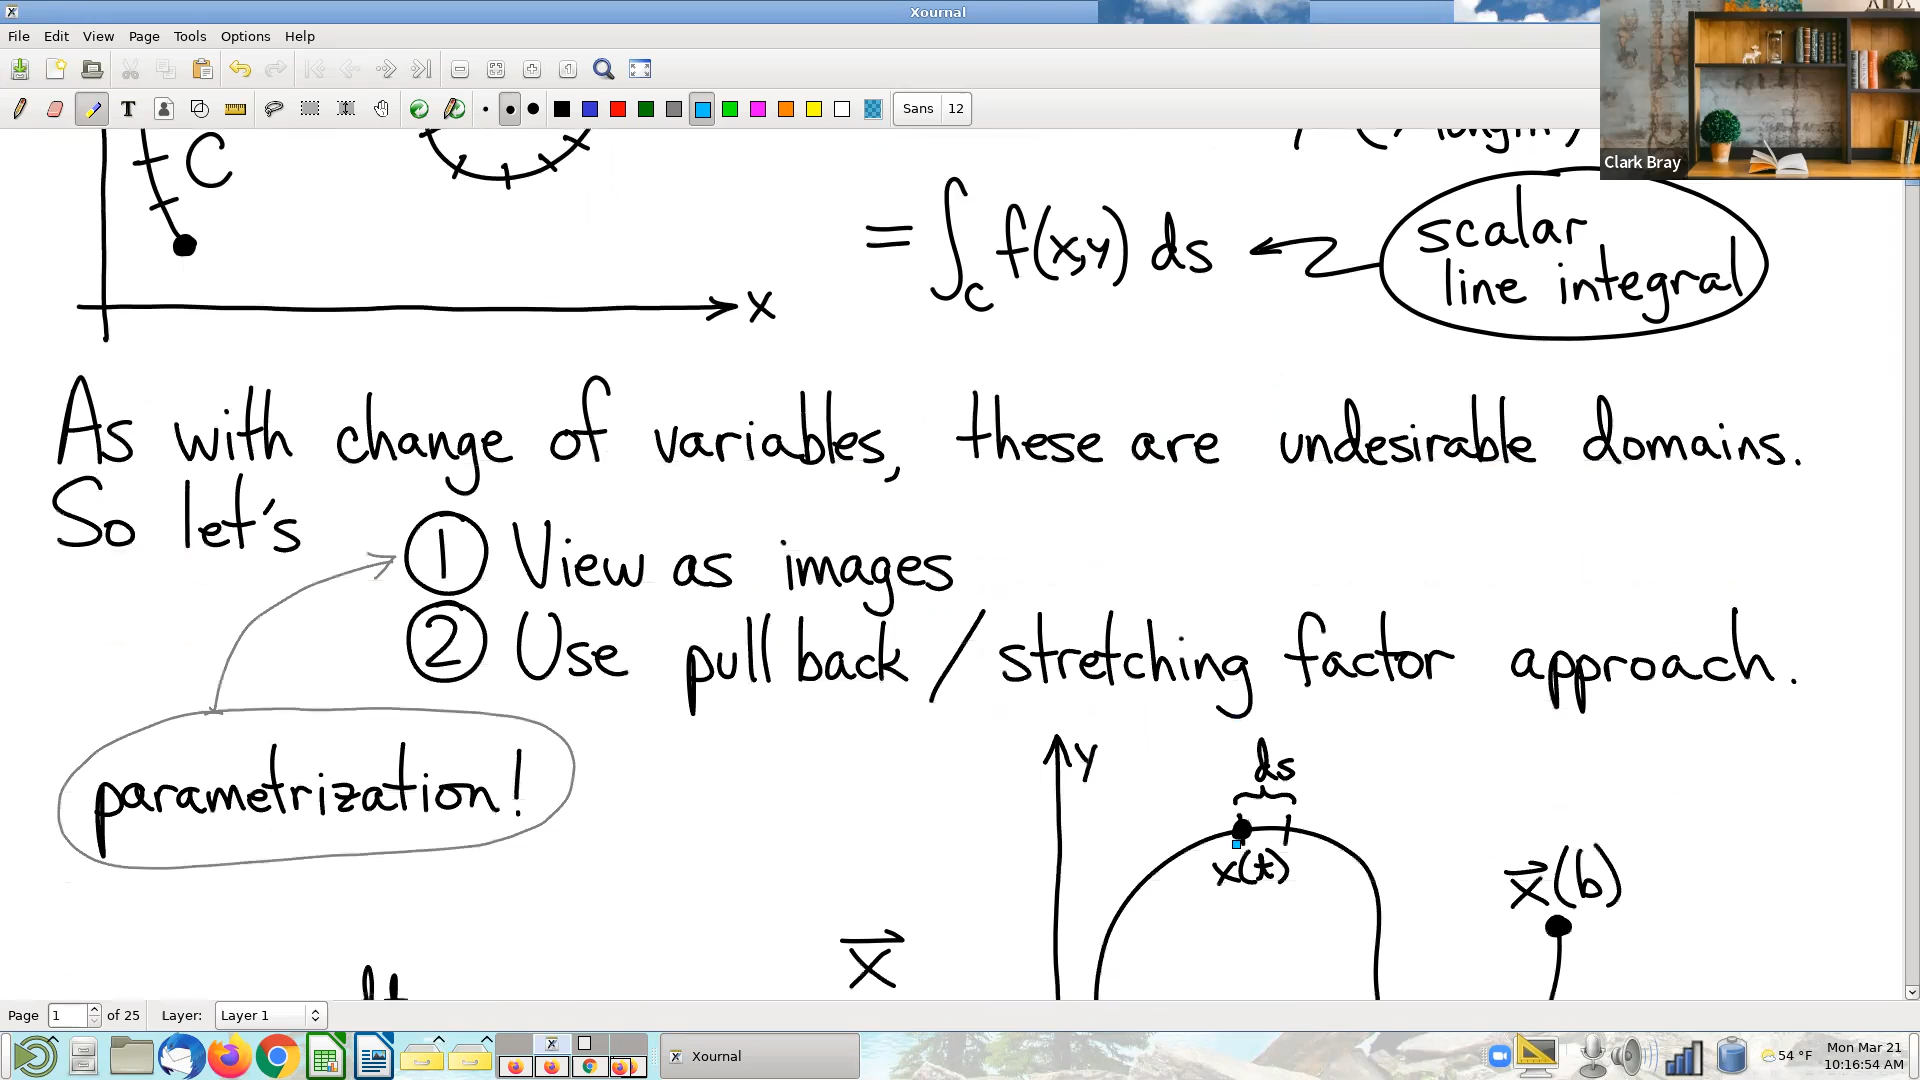 Xournal
File Edit View Page Tools Options Help
Sans 12
Clark Bray
C
x
= ∫_C f(x,y) ds
scalar
line integral
As with change of variables, these are undesirable domains.
So let's
① View as images
② Use pull back / stretching factor approach.
parametrization!
y
ds
x(t)
x⃗(b)
x⃗
Page 1 of 25 Layer: Layer 1
Xournal
54 °F
Mon Mar 21
10:16:54 AM